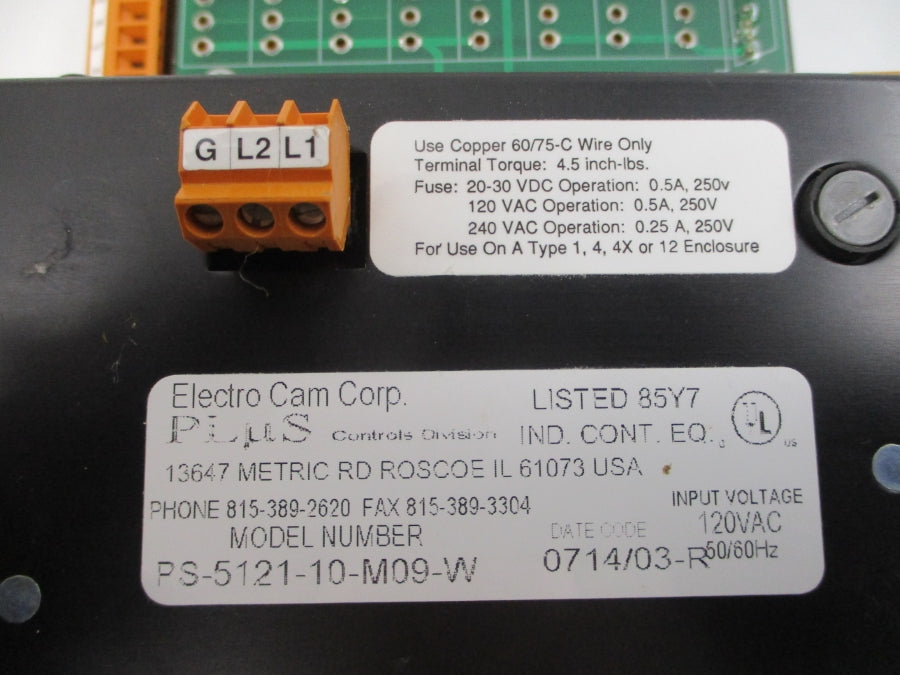 G L2 L1
Use Copper 60/75-C Wire Only
Terminal Torque: 4.5 inch-lbs.
Fuse: 20-30 VDC Operation: 0.5A, 250v
120 VAC Operation: 0.5A, 250V
240 VAC Operation: 0.25 A, 250V
For Use On A Type 1, 4, 4X or 12 Enclosure
Electro Cam Corp.
PLµS Controls Division
LISTED 85Y7
IND. CONT. EQ.
c UL US
13647 METRIC RD ROSCOE IL 61073 USA
PHONE 815-389-2620 FAX 815-389-3304
MODEL NUMBER
PS-5121-10-M09-W
DATE CODE
0714/03-R
INPUT VOLTAGE
120VAC
50/60Hz